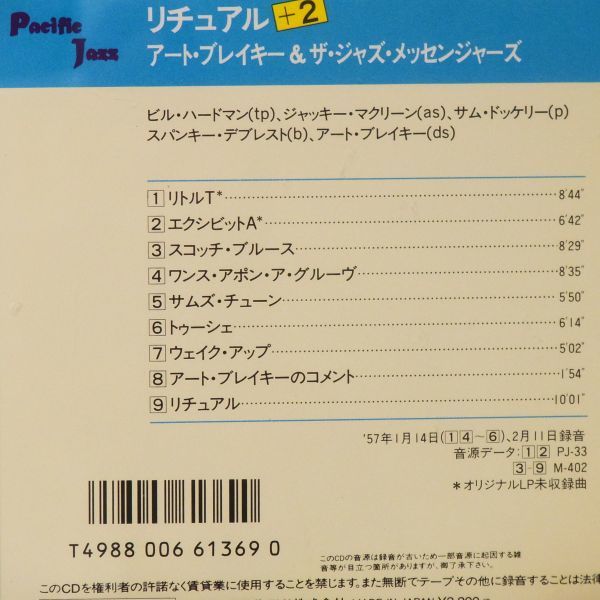 Pacific Jazz
リチュアル +2
アート・ブレイキー & ザ・ジャズ・メッセンジャーズ
ビル・ハードマン(tp)、ジャッキー・マクリーン(as)、サム・ドッケリー(p)
スパンキー・デブレスト(b)、アート・ブレイキー(ds)
1 リトルT* 8'44"
2 エクシビットA* 6'42"
3 スコッチ・ブルース 8'29"
4 ワンス・アポン・ア・グルーヴ 8'35"
5 サムズ・チューン 5'50"
6 トゥーシェ 6'14"
7 ウェイク・アップ 5'02"
8 アート・ブレイキーのコメント 1'54"
9 リチュアル 10'01"
'57年1月14日(1 4~6)、2月11日録音
音源データ:1 2 PJ-33
3-9 M-402
*オリジナルLP未収録曲
T4988 006 61369 0
このCDの音源は録音が古いため一部音源に起因する雑
音等が目立つ箇所がありますが、御了承下さい。
このCDを権利者の許諾なく賃貸業に使用することを禁じます。また無断でテープその他に録音することは法